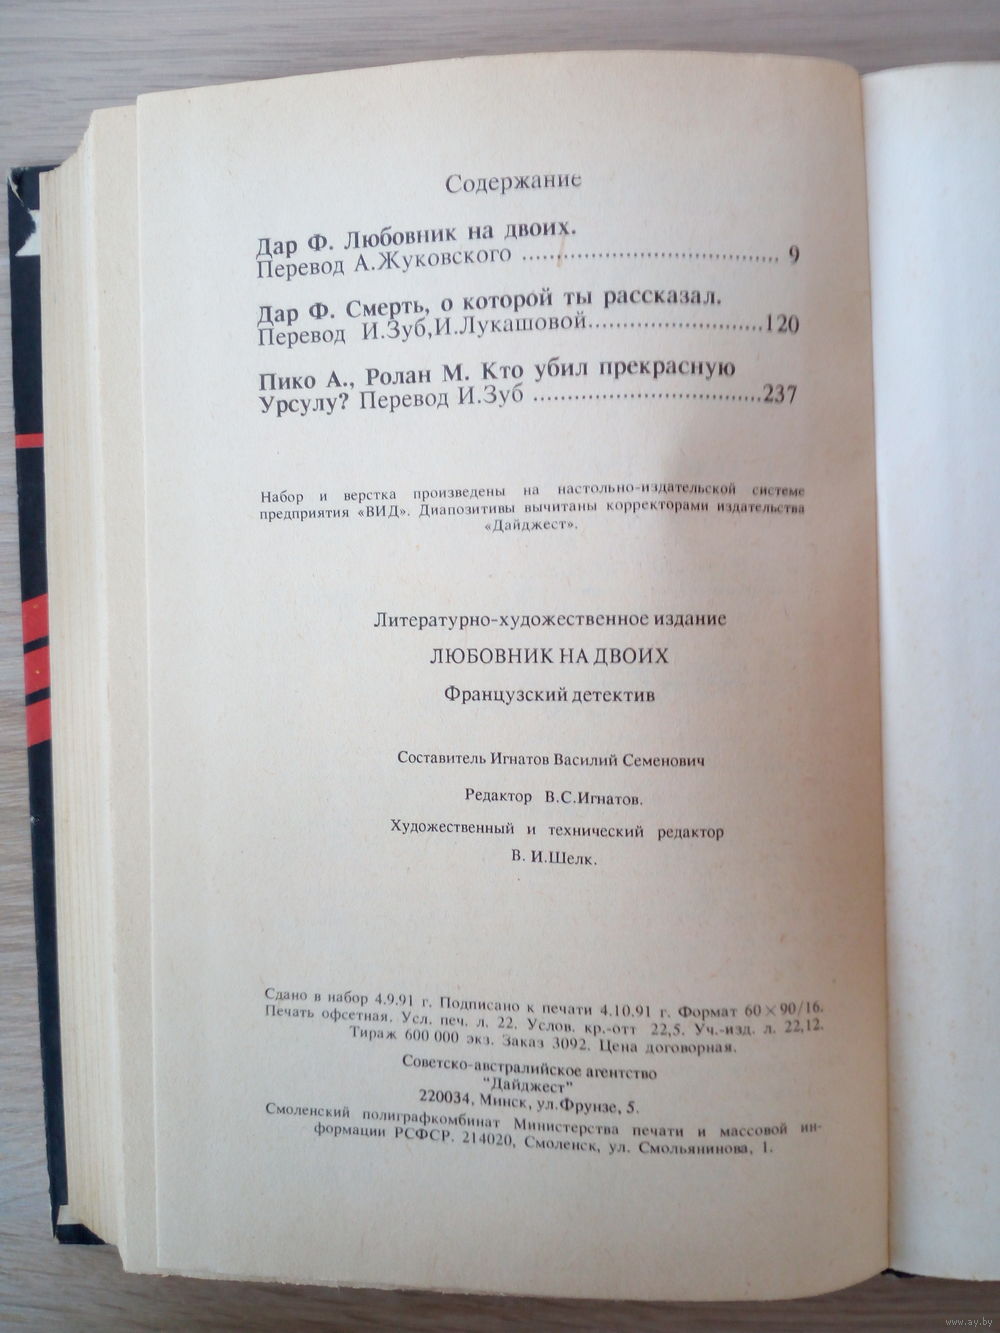 Содержание
Дар Ф. Любовник на двоих.
Перевод А.Жуковского ..................................... 9
Дар Ф. Смерть, о которой ты рассказал.
Перевод И.Зуб,И.Лукашовой.........................120
Пико А., Ролан М. Кто убил прекрасную
Урсулу? Перевод И.Зуб .................................237
Набор и верстка произведены на настольно-издательской системе
предприятия «ВИД». Диапозитивы вычитаны корректорами издательства
«Дайджест».
Литературно-художественное издание
ЛЮБОВНИК НА ДВОИХ
Французский детектив
Составитель Игнатов Василий Семенович
Редактор В.С.Игнатов.
Художественный и технический редактор
В. И.Шелк.
Сдано в набор 4.9.91 г. Подписано к печати 4.10.91 г. Формат 60×90/16.
Печать офсетная. Усл. печ. л. 22. Услов. кр.-отт 22,5. Уч.-изд. л. 22,12.
Тираж 600 000 экз. Заказ 3092. Цена договорная.
Советско-австралийское агентство
"Дайджест"
220034, Минск, ул.Фрунзе, 5.
Смоленский полиграфкомбинат Министерства печати и массовой ин-
формации РСФСР. 214020, Смоленск, ул. Смольянинова, 1.
www.ay.by